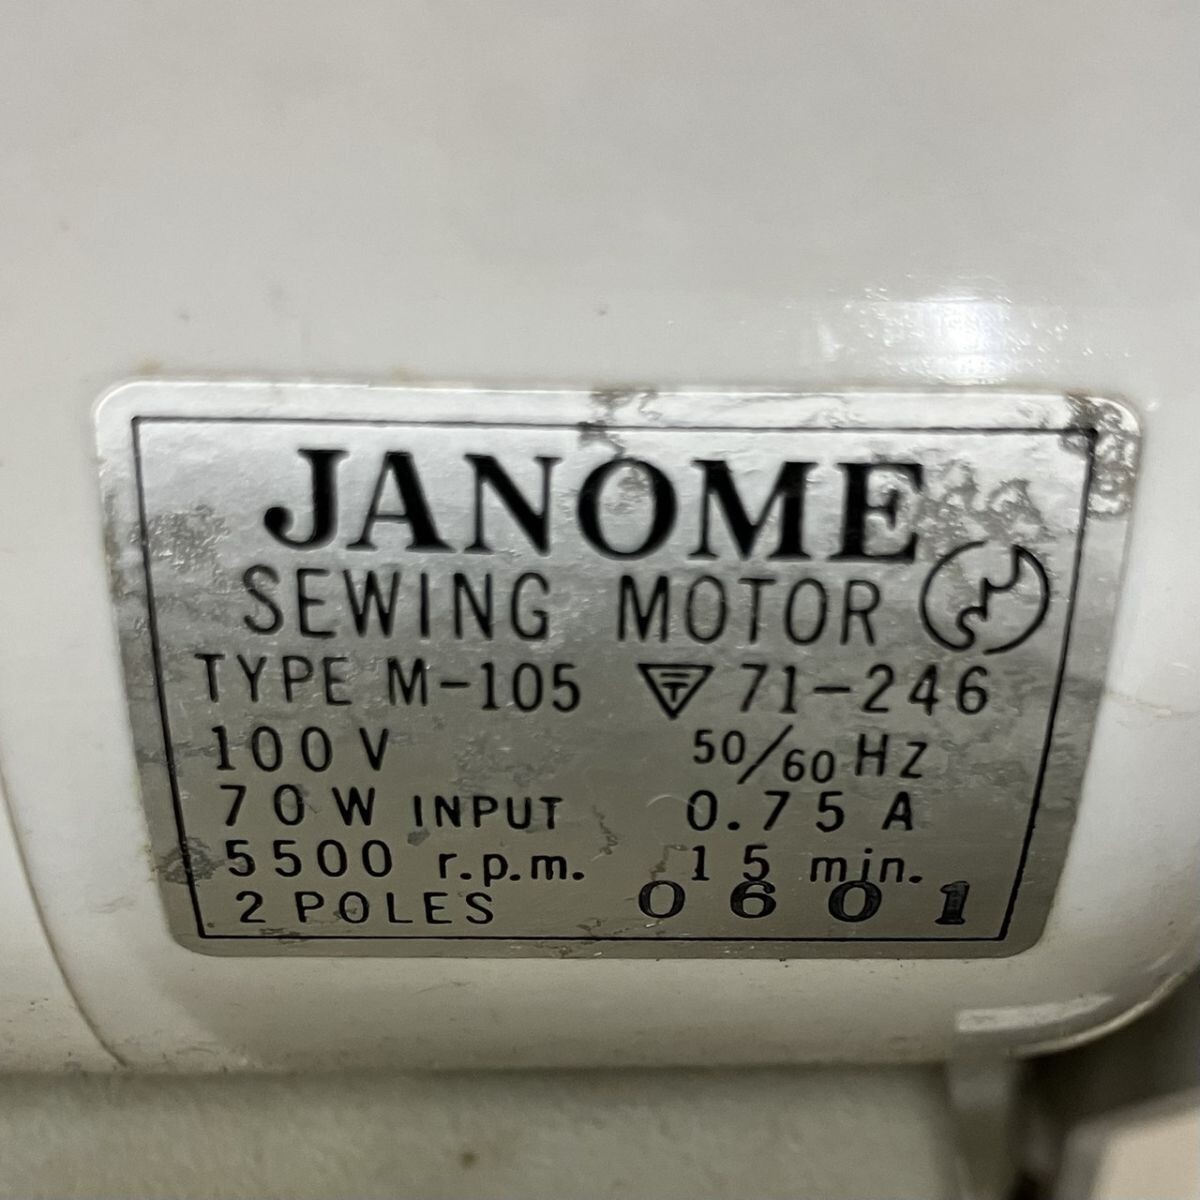 JANOME
SEWING MOTOR
TYPE M-105 T 71-246
100V 50/60 Hz
70W INPUT 0.75 A
5500 r.p.m. 15 min.
2 POLES 0601